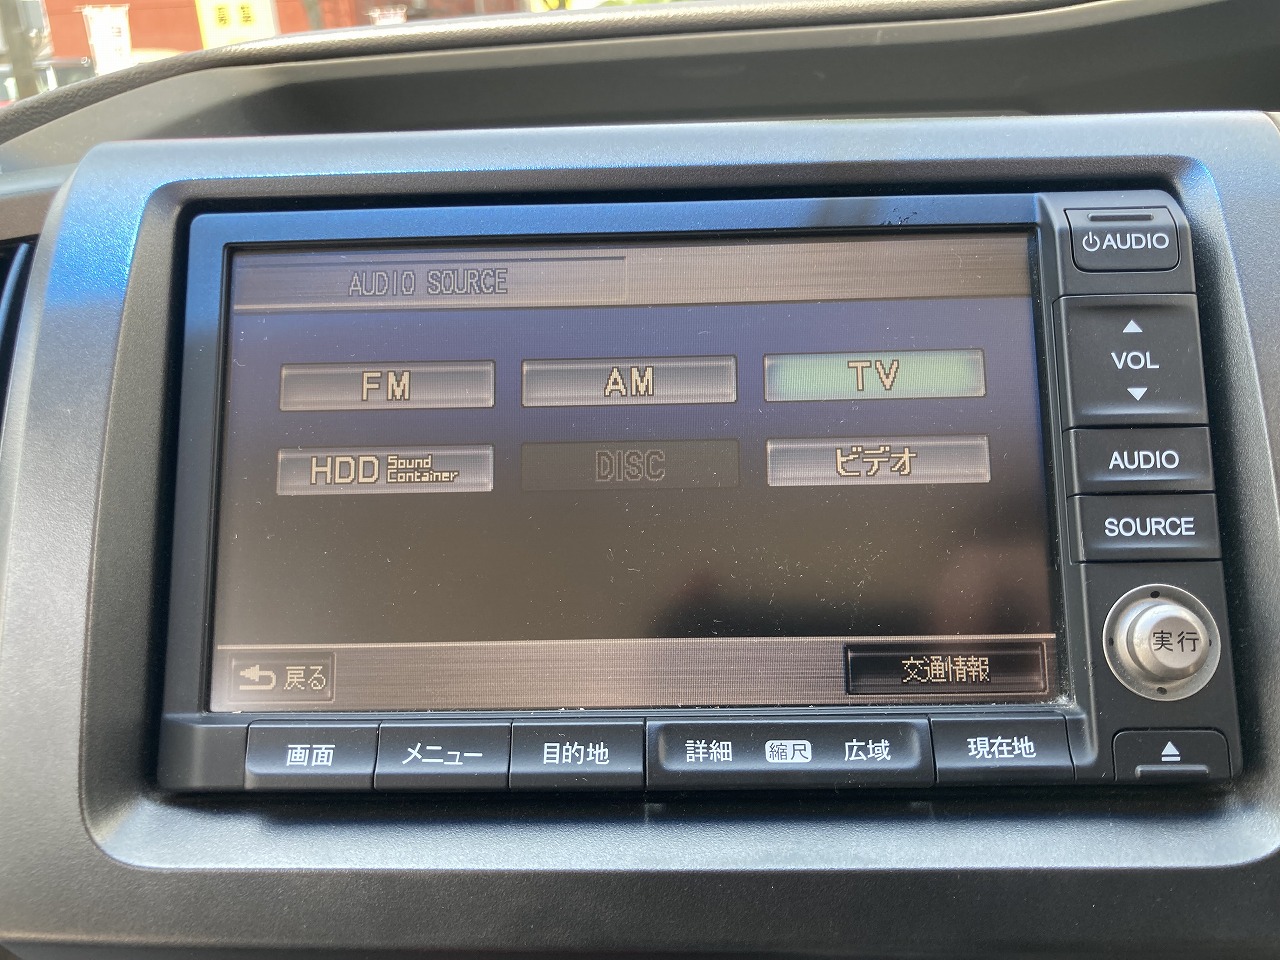 AUDIO SOURCE
AUDIO
FM AM TV
VOL
HDD Sound Container DISC ビデオ
AUDIO
SOURCE
実行
戻る 交通情報
画面 メニュー 目的地 詳細 縮尺 広域 現在地